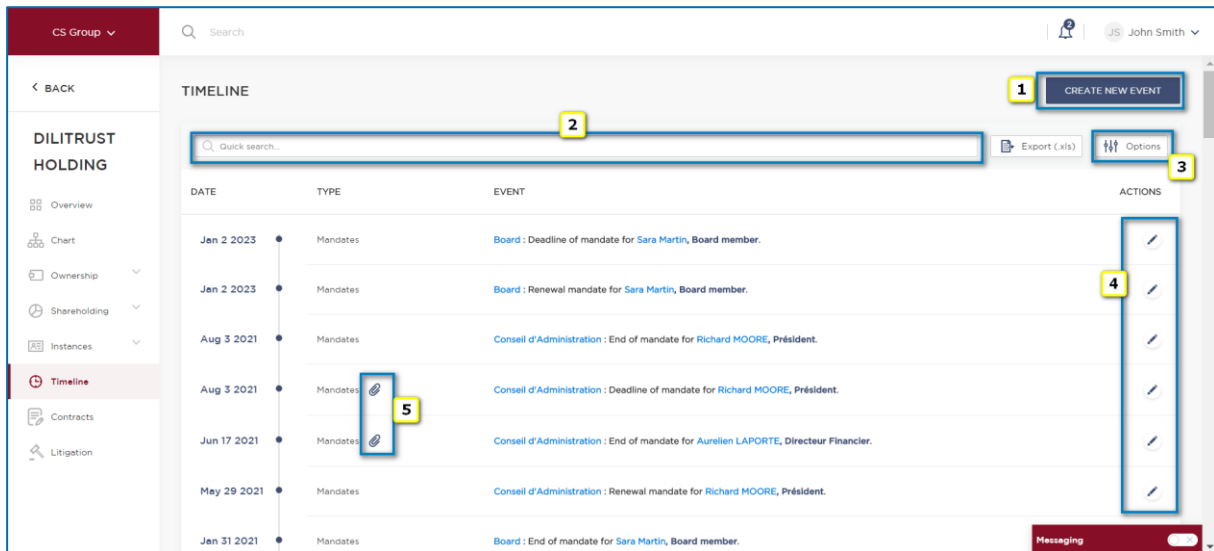 CS Group
Search
2
JS John Smith
BACK
TIMELINE
1
CREATE NEW EVENT
DILITRUST
HOLDING
2
Quick search...
Export (.xls)
Options
3
DATE TYPE EVENT ACTIONS
Overview
Chart
Ownership
Shareholding
Instances
Timeline
Contracts
Litigation
Jan 2 2023 Mandates Board : Deadline of mandate for Sara Martin, Board member.
4
Jan 2 2023 Mandates Board : Renewal mandate for Sara Martin, Board member.
Aug 3 2021 Mandates Conseil d'Administration : End of mandate for Richard MOORE, Président.
Aug 3 2021 Mandates Conseil d'Administration : Deadline of mandate for Richard MOORE, Président.
5
Jun 17 2021 Mandates Conseil d'Administration : End of mandate for Aurelien LAPORTE, Directeur Financier.
May 29 2021 Mandates Conseil d'Administration : Renewal mandate for Richard MOORE, Président.
Jan 31 2021 Mandates Board : End of mandate for Sara Martin, Board member.
Messaging